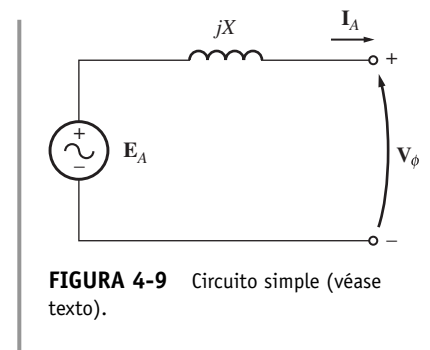 jX
I_A
+
+
−
E_A
V_ϕ
−
FIGURA 4-9 Circuito simple (véase
texto).